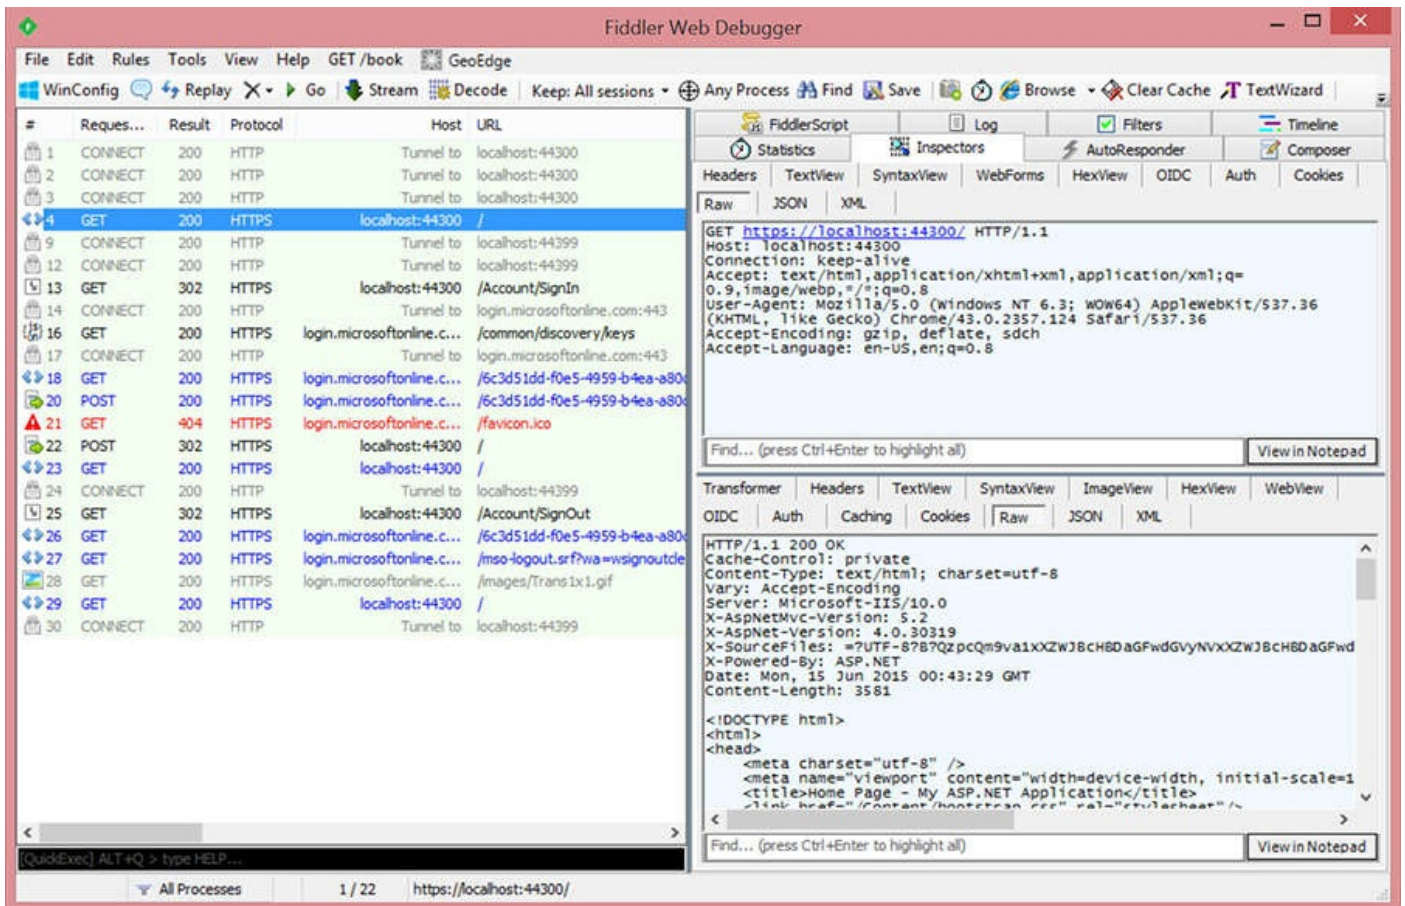 Fiddler Web Debugger
File Edit Rules Tools View Help GET /book GeoEdge
WinConfig Replay X Go Stream Decode Keep: All sessions Any Process Find Save Browse Clear Cache TextWizard
# Reques... Result Protocol Host URL
1 CONNECT 200 HTTP Tunnel to localhost:44300
2 CONNECT 200 HTTP Tunnel to localhost:44300
3 CONNECT 200 HTTP Tunnel to localhost:44300
4 GET 200 HTTPS localhost:44300 /
9 CONNECT 200 HTTP Tunnel to localhost:44399
12 CONNECT 200 HTTP Tunnel to localhost:44399
13 GET 302 HTTPS localhost:44300 /Account/SignIn
14 CONNECT 200 HTTP Tunnel to login.microsoftonline.com:443
16 GET 200 HTTPS login.microsoftonline.c... /common/discovery/keys
17 CONNECT 200 HTTP Tunnel to login.microsoftonline.com:443
18 GET 200 HTTPS login.microsoftonline.c... /6c3d51dd-f0e5-4959-b4ea-a80c
20 POST 200 HTTPS login.microsoftonline.c... /6c3d51dd-f0e5-4959-b4ea-a80c
21 GET 404 HTTPS login.microsoftonline.c... /favicon.ico
22 POST 302 HTTPS localhost:44300 /
23 GET 200 HTTPS localhost:44300 /
24 CONNECT 200 HTTP Tunnel to localhost:44399
25 GET 302 HTTPS localhost:44300 /Account/SignOut
26 GET 200 HTTPS login.microsoftonline.c... /6c3d51dd-f0e5-4959-b4ea-a80c
27 GET 200 HTTPS login.microsoftonline.c... /mso-logout.srf?wa=wsignoutcle
28 GET 200 HTTPS login.microsoftonline.c... /images/Trans1x1.gif
29 GET 200 HTTPS localhost:44300 /
30 CONNECT 200 HTTP Tunnel to localhost:44399
[QuickExec] ALT+Q > type HELP...
All Processes 1 / 22 https://localhost:44300/
FiddlerScript Log Filters Timeline
Statistics Inspectors AutoResponder Composer
Headers TextView SyntaxView WebForms HexView OIDC Auth Cookies
Raw JSON XML
GET https://localhost:44300/ HTTP/1.1
Host: localhost:44300
Connection: keep-alive
Accept: text/html,application/xhtml+xml,application/xml;q=
0.9,image/webp,*/*;q=0.8
User-Agent: Mozilla/5.0 (Windows NT 6.3; WOW64) AppleWebKit/537.36
(KHTML, like Gecko) Chrome/43.0.2357.124 Safari/537.36
Accept-Encoding: gzip, deflate, sdch
Accept-Language: en-US,en;q=0.8
Find... (press Ctrl+Enter to highlight all) View in Notepad
Transformer Headers TextView SyntaxView ImageView HexView WebView
OIDC Auth Caching Cookies Raw JSON XML
HTTP/1.1 200 OK
Cache-Control: private
Content-Type: text/html; charset=utf-8
Vary: Accept-Encoding
Server: Microsoft-IIS/10.0
X-AspNetMvc-Version: 5.2
X-AspNet-Version: 4.0.30319
X-SourceFiles: =?UTF-8?B?QzpcQm9va1xXZWJBcHBDaGFwdGVyNVxXZWJBcHBDaGFwd
X-Powered-By: ASP.NET
Date: Mon, 15 Jun 2015 00:43:29 GMT
Content-Length: 3581
<!DOCTYPE html>
<html>
<head>
<meta charset="utf-8" />
<meta name="viewport" content="width=device-width, initial-scale=1
<title>Home Page - My ASP.NET Application</title>
<link href="/Content/bootstrap.css" rel="stylesheet"/>
Find... (press Ctrl+Enter to highlight all) View in Notepad